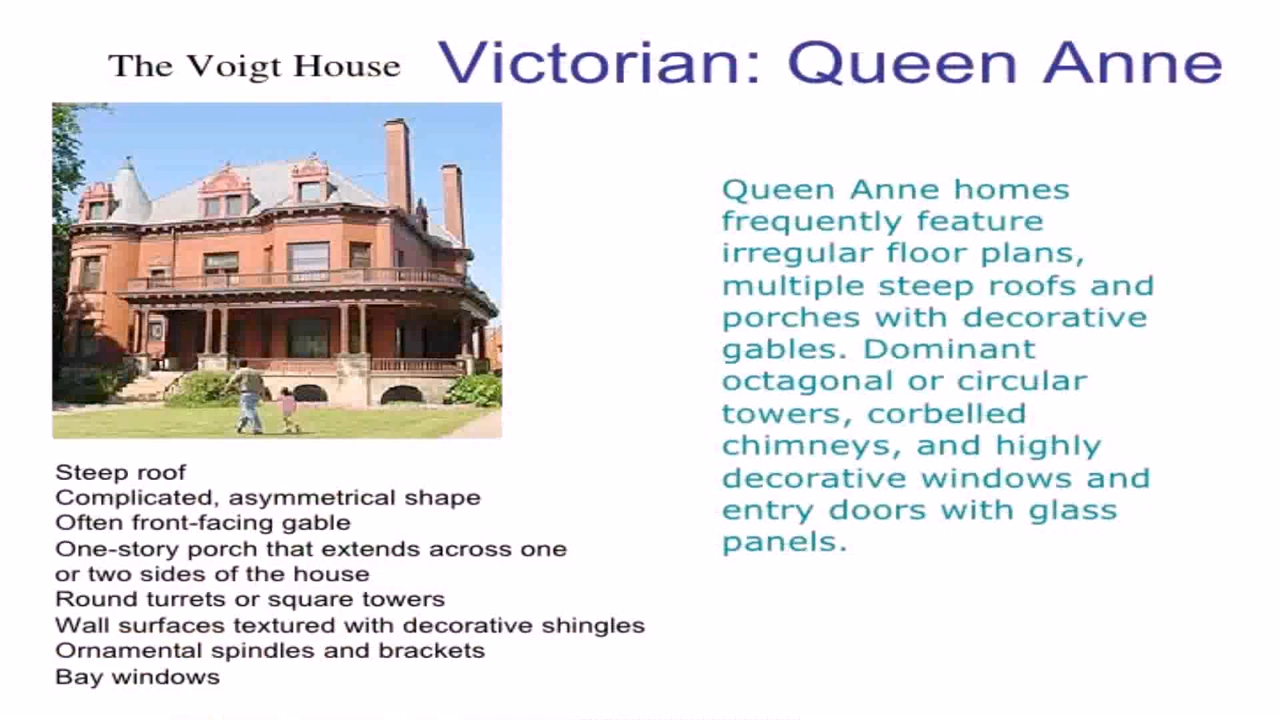 The Voigt House
Victorian: Queen Anne
Steep roof
Complicated, asymmetrical shape
Often front-facing gable
One-story porch that extends across one
or two sides of the house
Round turrets or square towers
Wall surfaces textured with decorative shingles
Ornamental spindles and brackets
Bay windows
Queen Anne homes
frequently feature
irregular floor plans,
multiple steep roofs and
porches with decorative
gables. Dominant
octagonal or circular
towers, corbelled
chimneys, and highly
decorative windows and
entry doors with glass
panels.